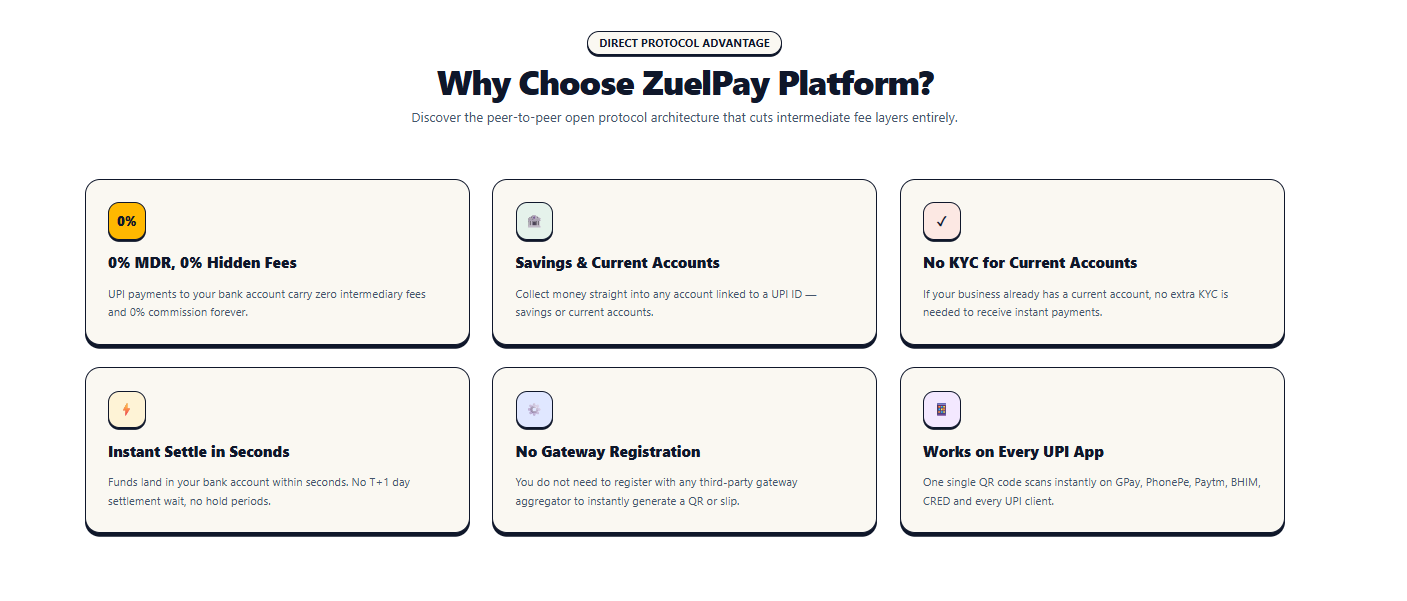 DIRECT PROTOCOL ADVANTAGE
Why Choose ZuelPay Platform?
Discover the peer-to-peer open protocol architecture that cuts intermediate fee layers entirely.
0%
0% MDR, 0% Hidden Fees
UPI payments to your bank account carry zero intermediary fees
and 0% commission forever.
Savings & Current Accounts
Collect money straight into any account linked to a UPI ID —
savings or current accounts.
✓
No KYC for Current Accounts
If your business already has a current account, no extra KYC is
needed to receive instant payments.
Instant Settle in Seconds
Funds land in your bank account within seconds. No T+1 day
settlement wait, no hold periods.
No Gateway Registration
You do not need to register with any third-party gateway
aggregator to instantly generate a QR or slip.
Works on Every UPI App
One single QR code scans instantly on GPay, PhonePe, Paytm, BHIM,
CRED and every UPI client.